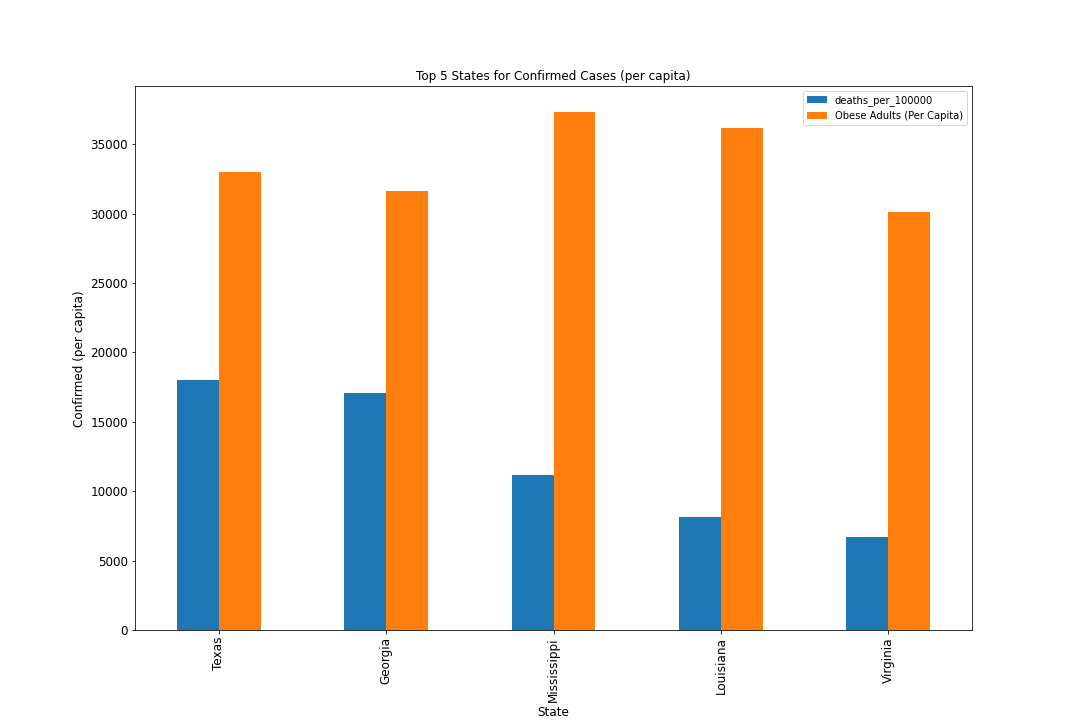 Top 5 States for Confirmed Cases (per capita)
deaths_per_100000
Obese Adults (Per Capita)
Confirmed (per capita)
35000
30000
25000
20000
15000
10000
5000
0
Texas
Georgia
Mississippi
Louisiana
Virginia
State